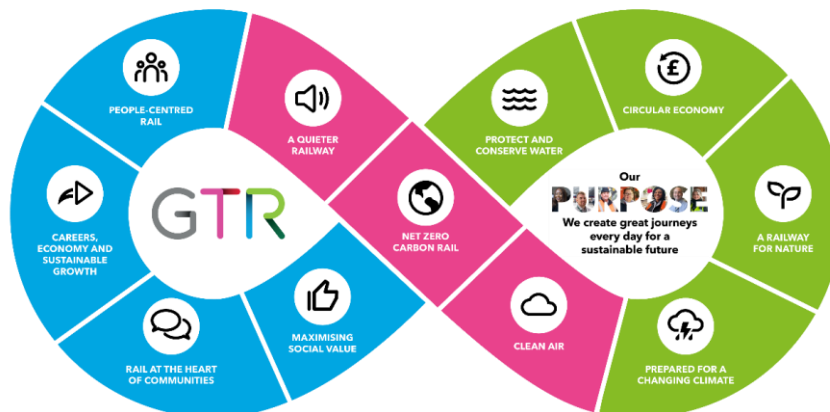 PEOPLE-CENTRED
RAIL
A QUIETER
RAILWAY
PROTECT AND
CONSERVE WATER
£
CIRCULAR ECONOMY
CAREERS,
ECONOMY AND
SUSTAINABLE
GROWTH
GTR
NET ZERO
CARBON RAIL
Our
PURPOSE
We create great journeys
every day for a
sustainable future
A RAILWAY
FOR NATURE
RAIL AT THE HEART
OF COMMUNITIES
MAXIMISING
SOCIAL VALUE
CLEAN AIR
PREPARED FOR A
CHANGING CLIMATE